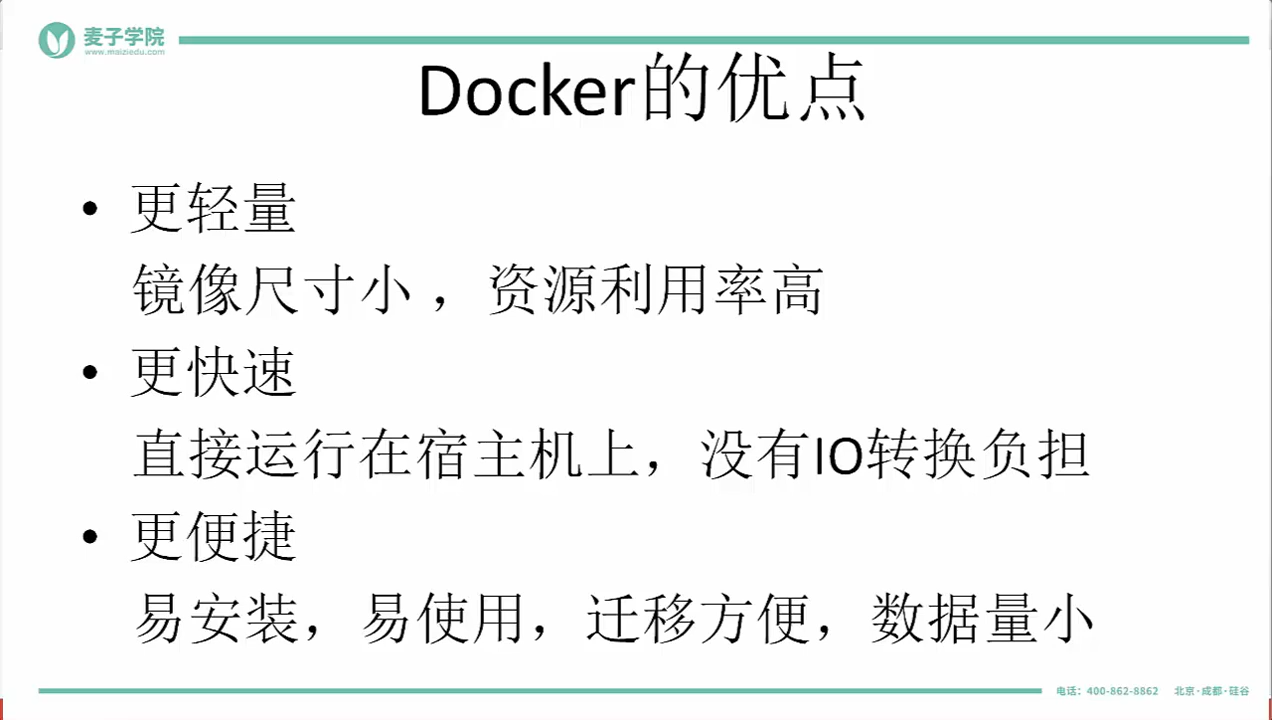 麦子学院
www.maiziedu.com
Docker的优点
• 更轻量
镜像尺寸小，资源利用率高
• 更快速
直接运行在宿主机上，没有IO转换负担
• 更便捷
易安装，易使用，迁移方便，数据量小
电话：400-862-8862 北京·成都·硅谷